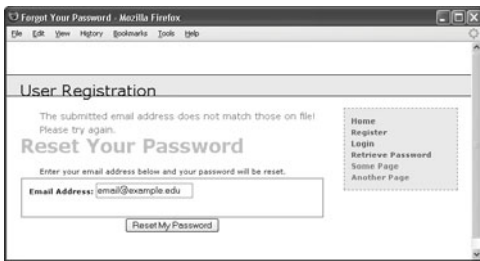 Forgot Your Password - Mozilla Firefox
File Edit View History Bookmarks Tools Help
User Registration
The submitted email address does not match those on file!
Please try again.
Reset Your Password
Enter your email address below and your password will be reset.
Email Address: email@example.edu
Reset My Password
Home
Register
Login
Retrieve Password
Some Page
Another Page